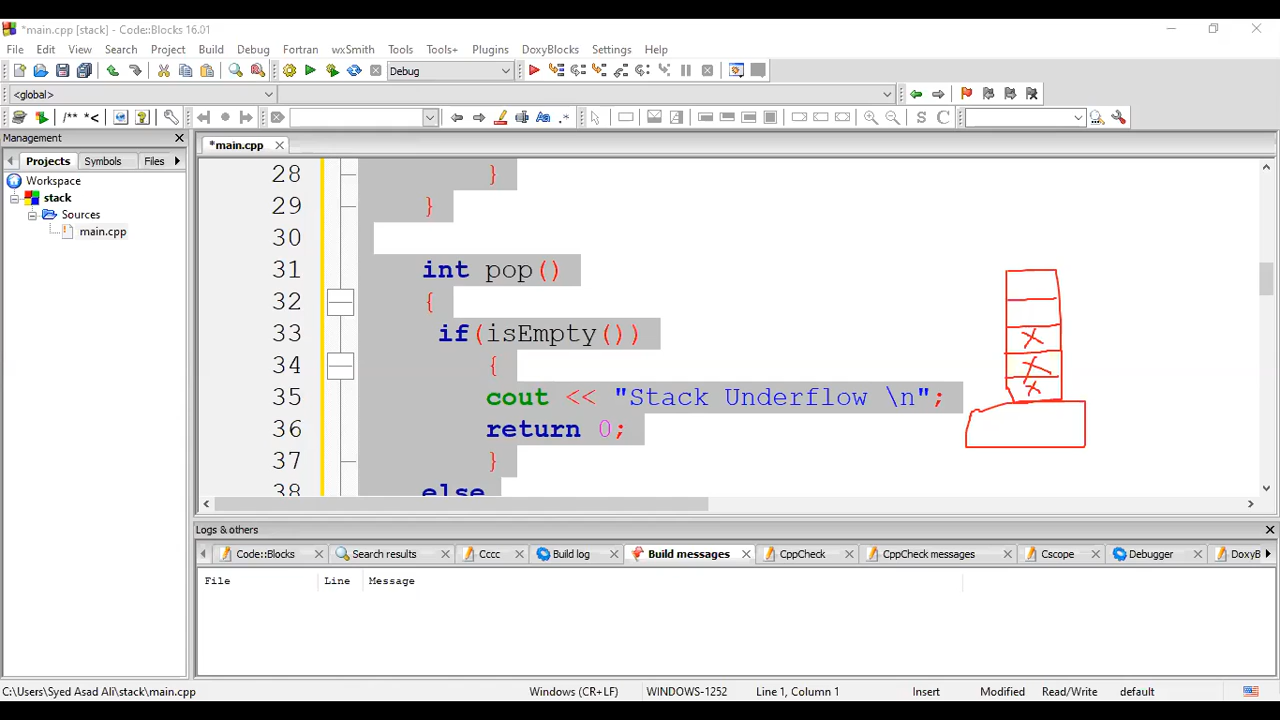 *main.cpp [stack] - Code::Blocks 16.01
File Edit View Search Project Build Debug Fortran wxSmith Tools Tools+ Plugins DoxyBlocks Settings Help
Debug
<global>
/** *< Aa .* S C
Management
*main.cpp
Projects Symbols Files
Workspace
stack
Sources
main.cpp
28 }
29 }
30
31 int pop()
32 {
33 if(isEmpty())
34 {
35 cout << "Stack Underflow \n";
36 return 0;
37 }
38 else
X
X
X
Logs & others
Code::Blocks Search results Cccc Build log Build messages CppCheck CppCheck messages Cscope Debugger DoxyB
File Line Message
C:\Users\Syed Asad Ali\stack\main.cpp Windows (CR+LF) WINDOWS-1252 Line 1, Column 1 Insert Modified Read/Write default